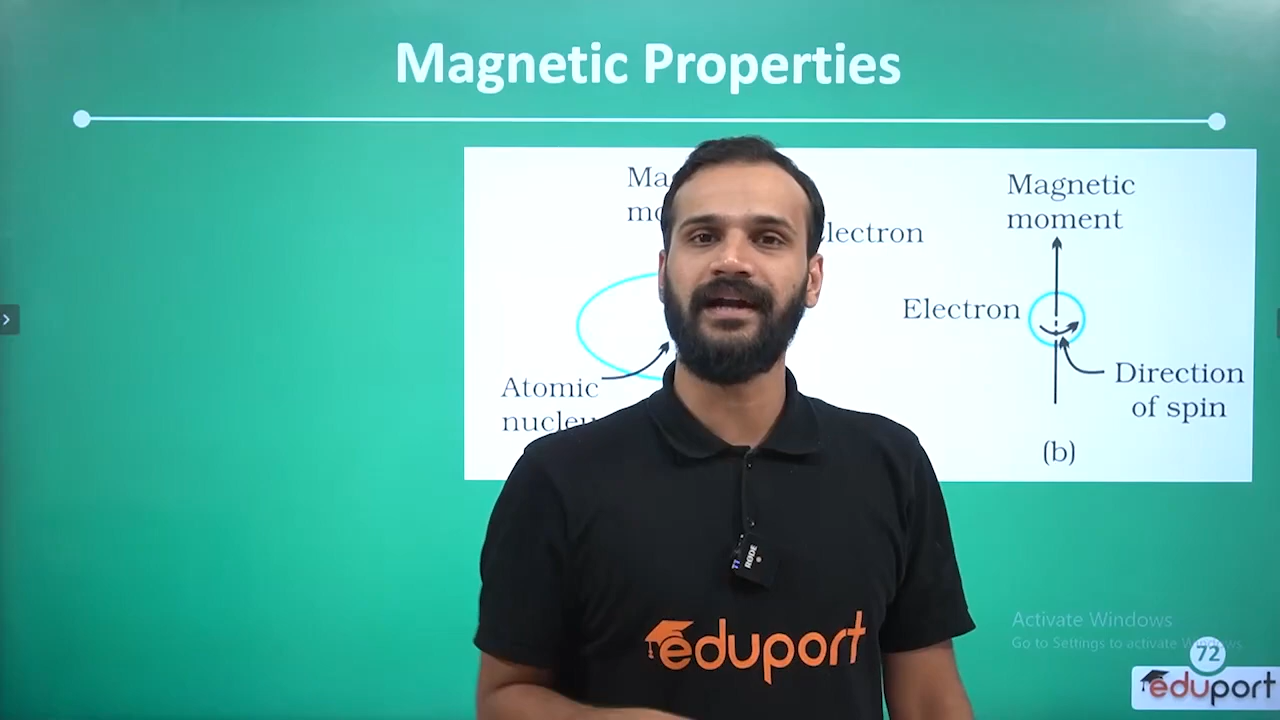 Magnetic Properties
Magnetic
moment
Electron
Direction
of spin
(b)
Atomic
RODE
eduport
Activate Windows
Go to Settings to activate Windows.
72
eduport